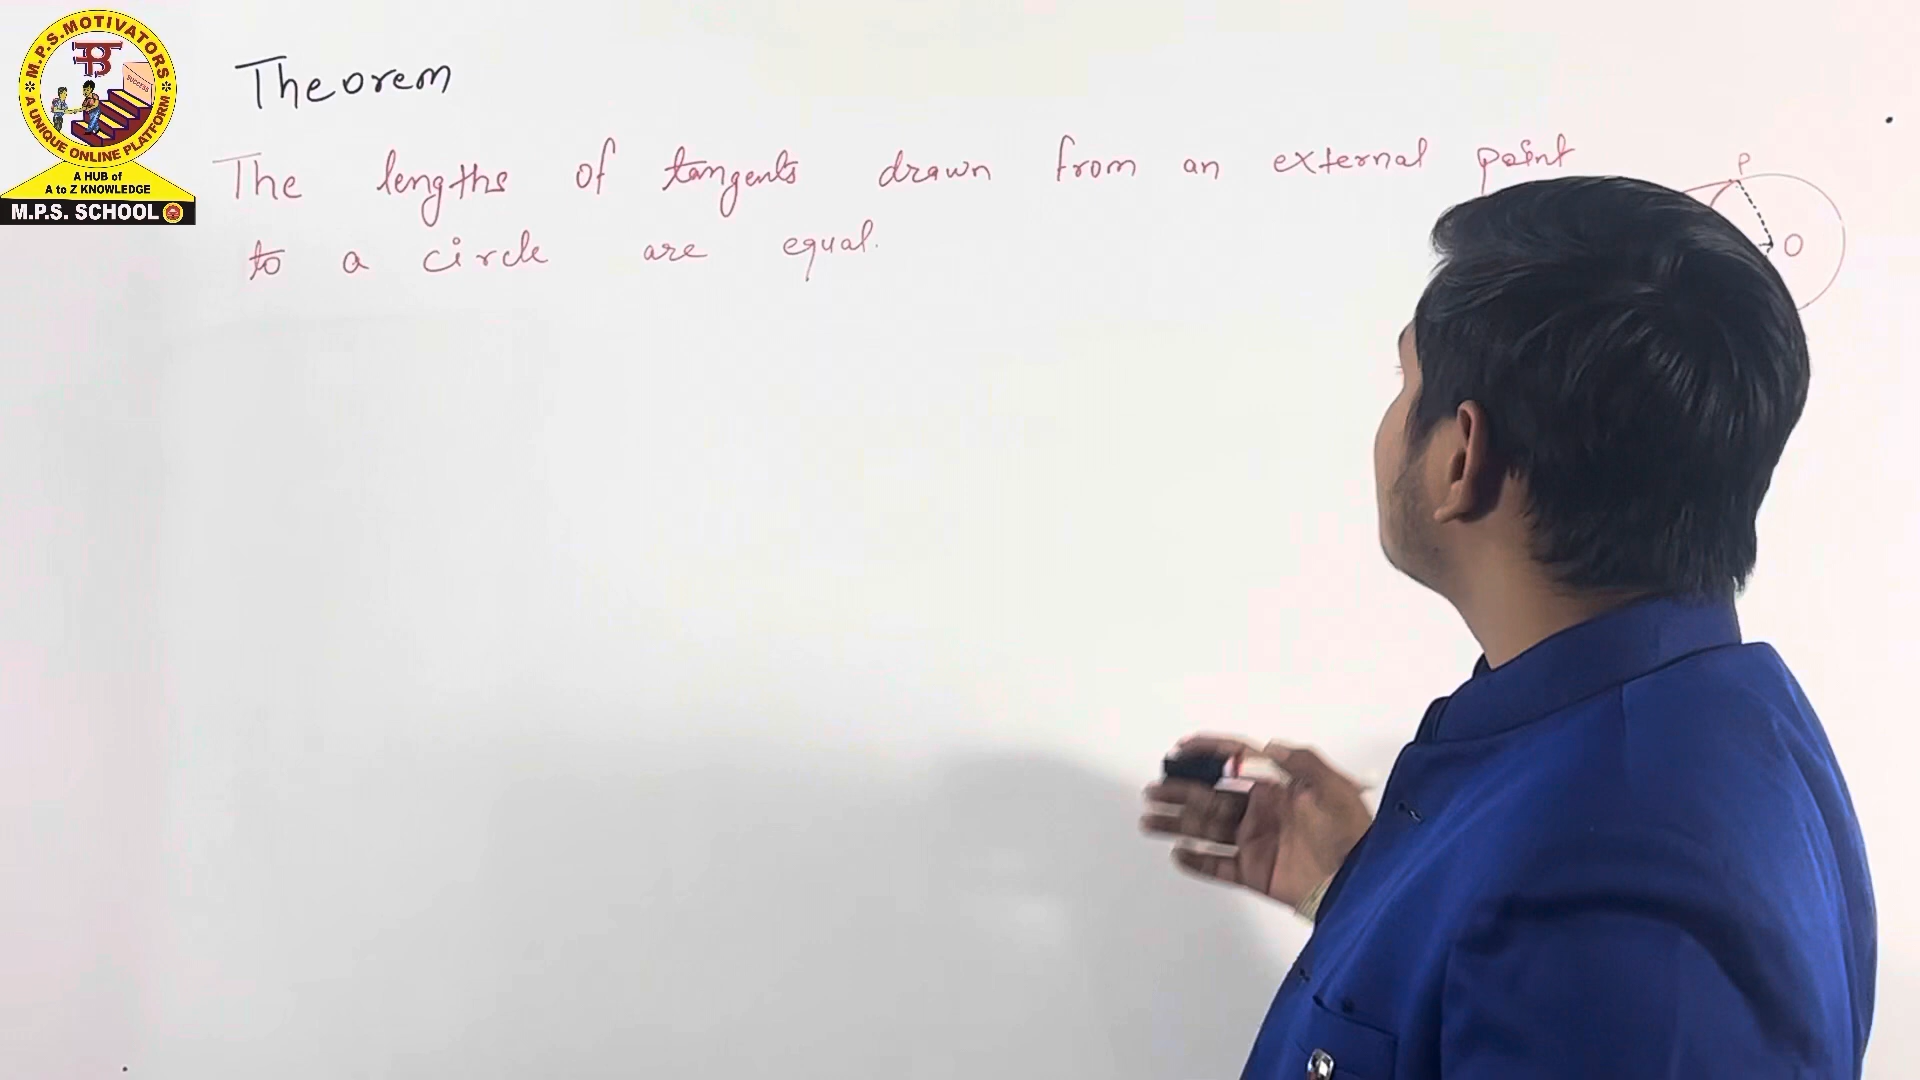 M.P.S.MOTIVATORS
SUCCESS
A UNIQUE ONLINE PLATFORM
A HUB of
A to Z KNOWLEDGE
M.P.S. SCHOOL
Theorem
The lengths of tangents drawn from an external point
to a circle are equal.
P
O